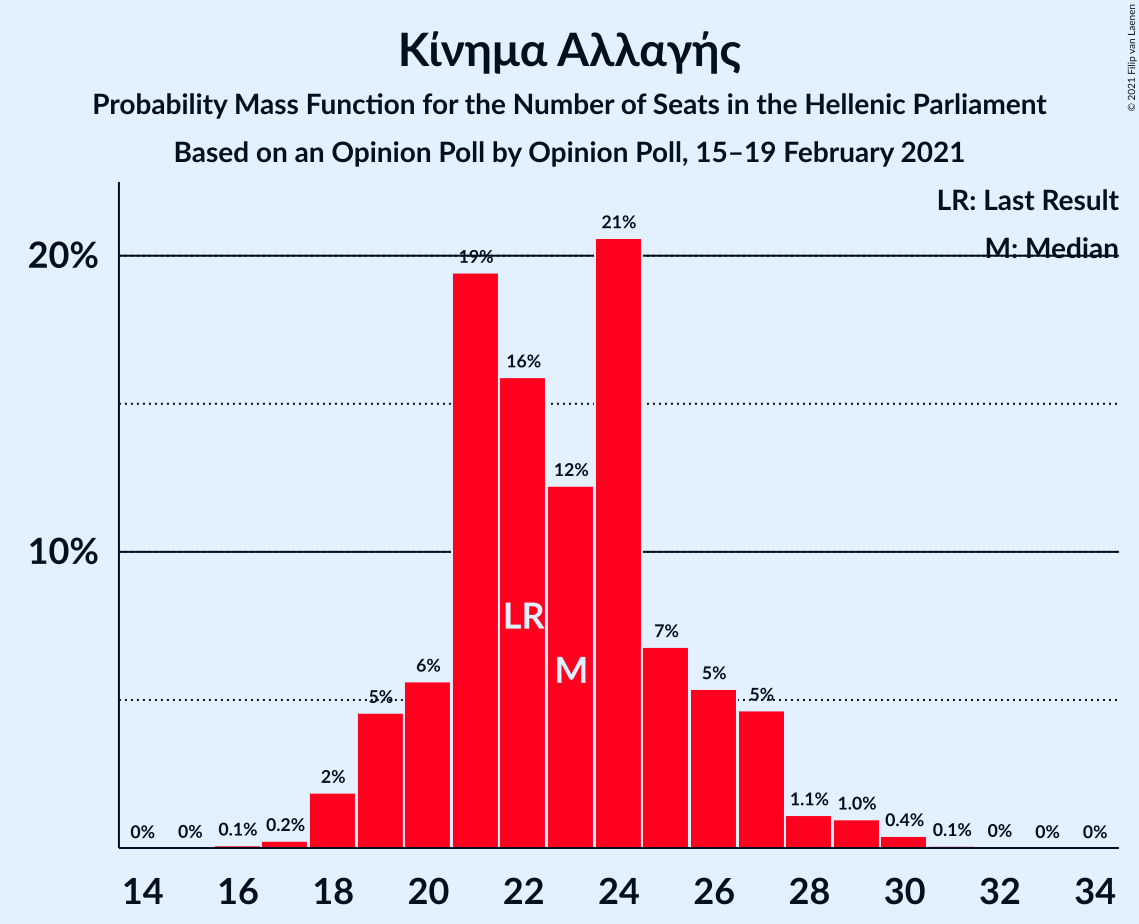 Κίνημα Αλλαγής
Probability Mass Function for the Number of Seats in the Hellenic Parliament
Based on an Opinion Poll by Opinion Poll, 15–19 February 2021
© 2021 Filip van Laenen
LR: Last Result
M: Median
20%
10%
0%
0%
0.1%
0.2%
2%
5%
6%
19%
16%
12%
21%
7%
5%
5%
1.1%
1.0%
0.4%
0.1%
0%
0%
0%
LR
M
14 16 18 20 22 24 26 28 30 32 34